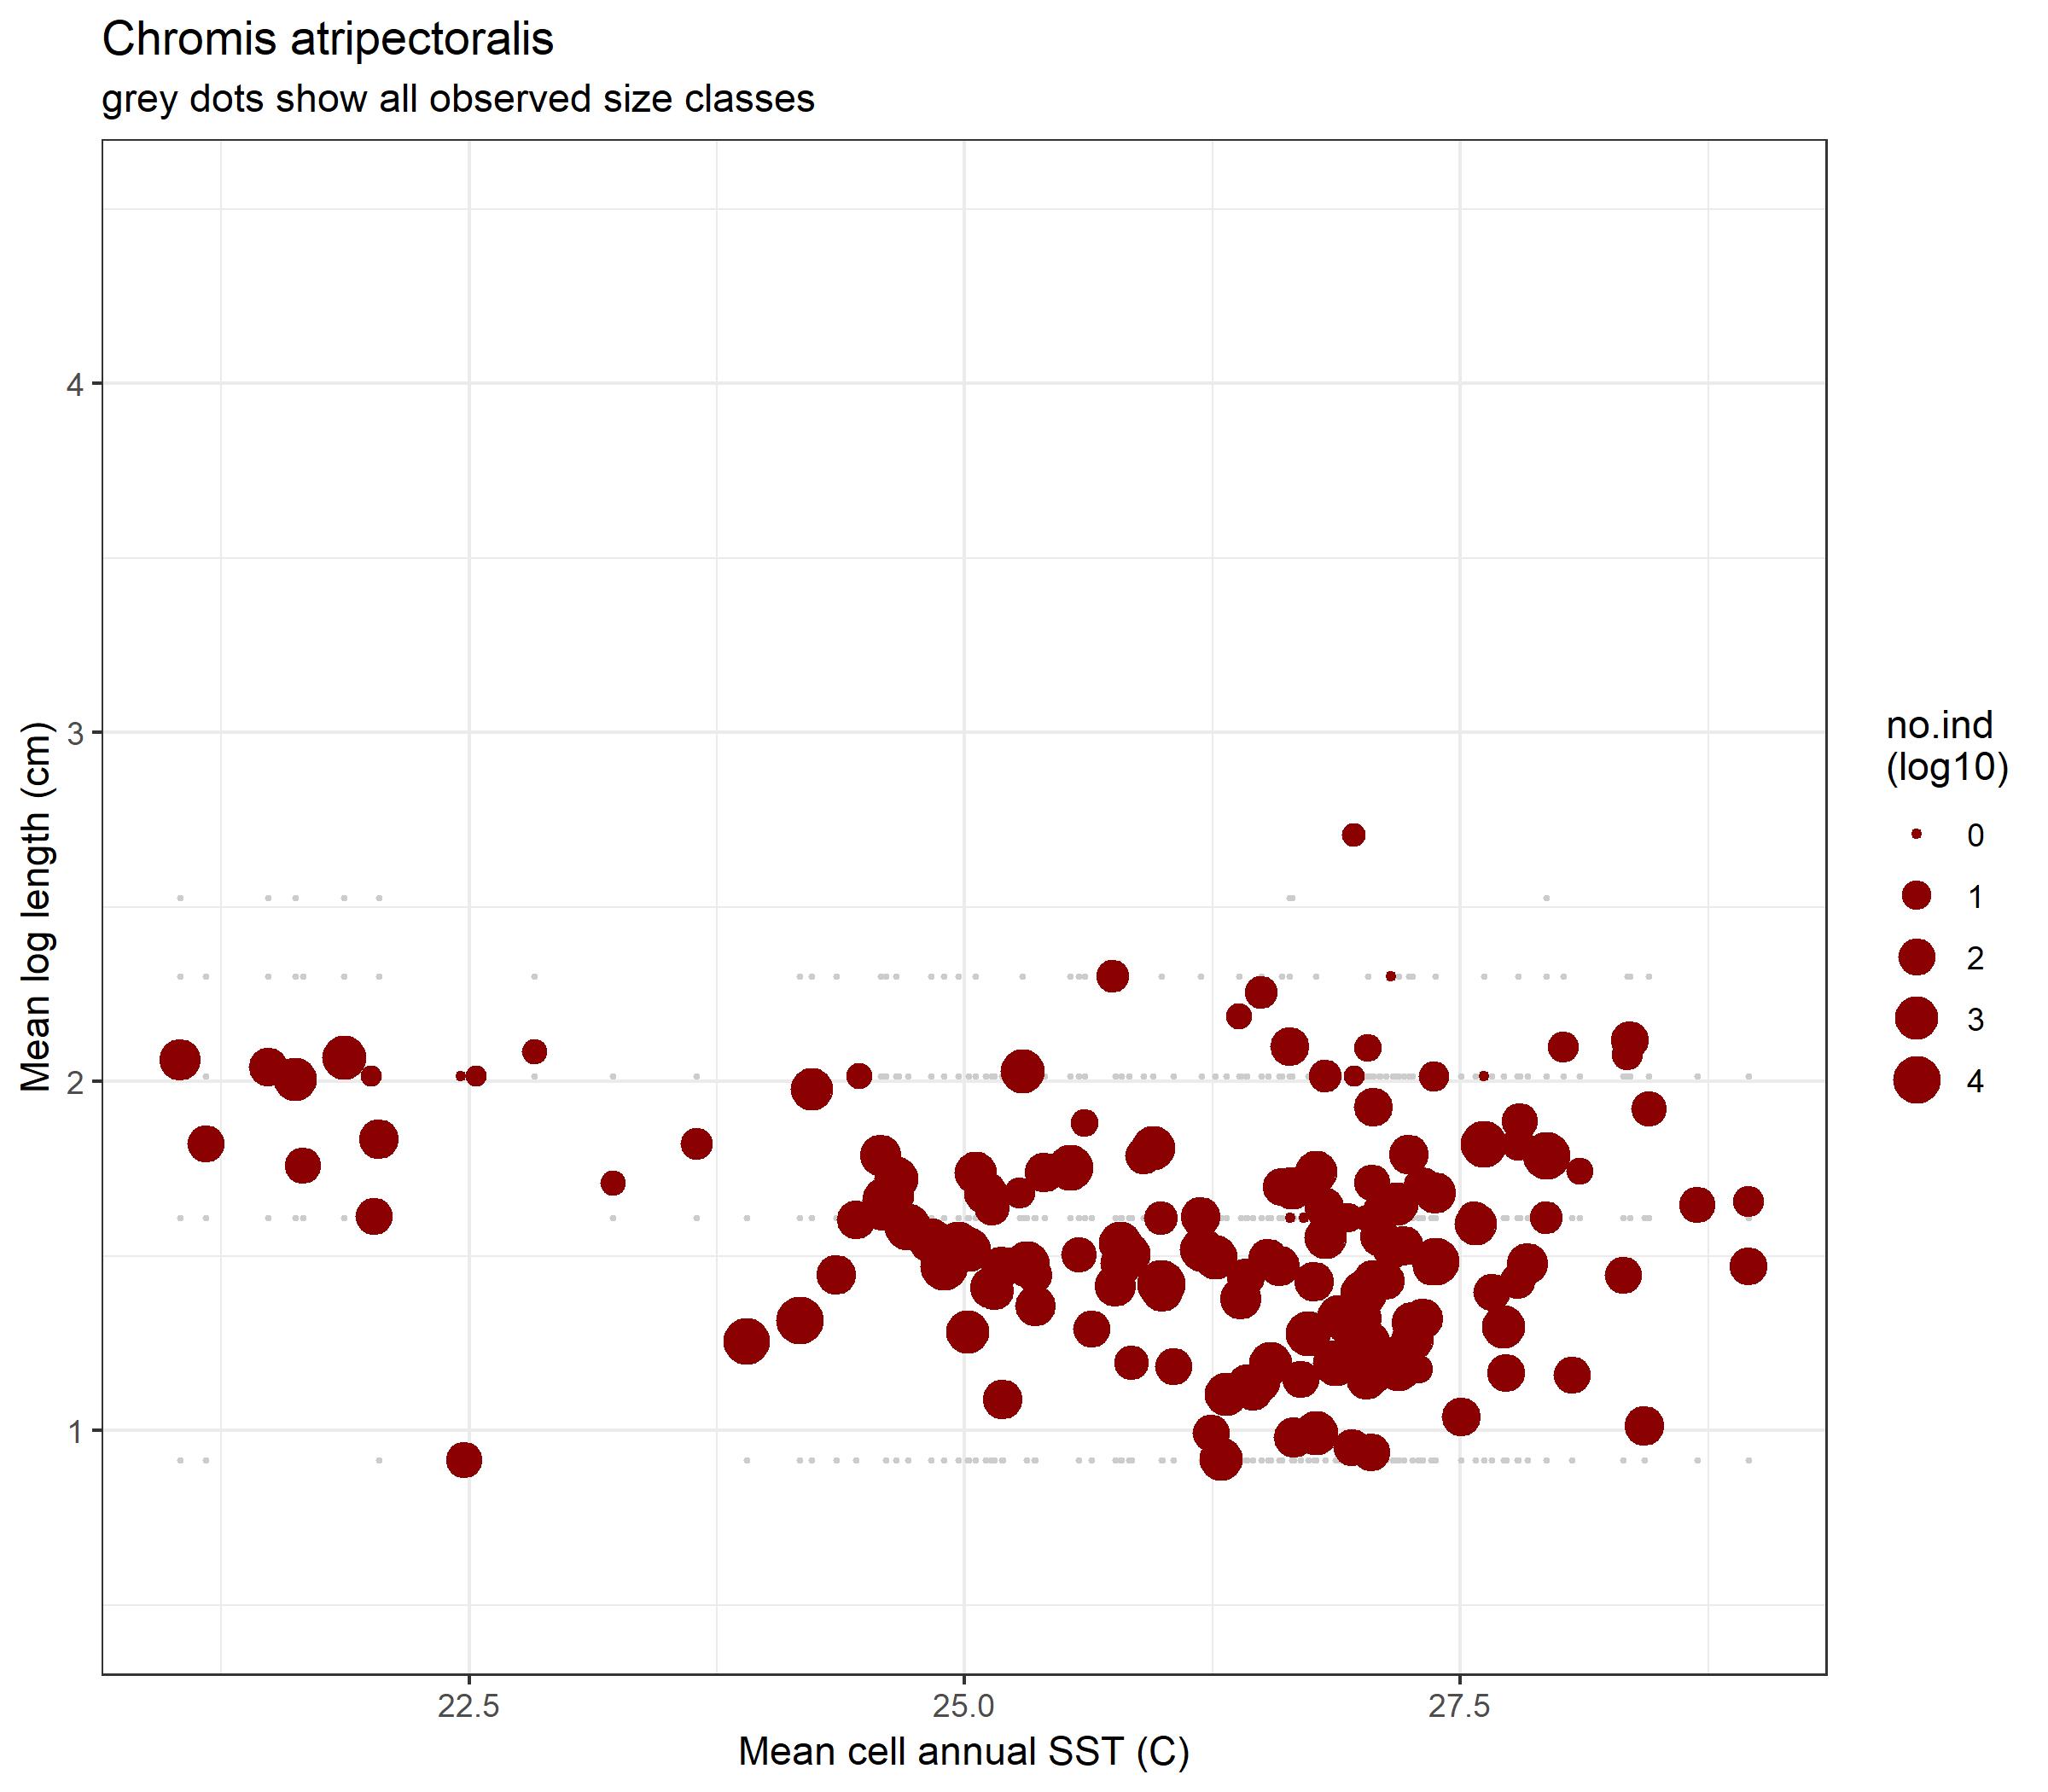 Chromis atripectoralis
grey dots show all observed size classes
Mean log length (cm)
4
3
2
1
22.5
25.0
27.5
Mean cell annual SST (C)
no.ind
(log10)
0
1
2
3
4